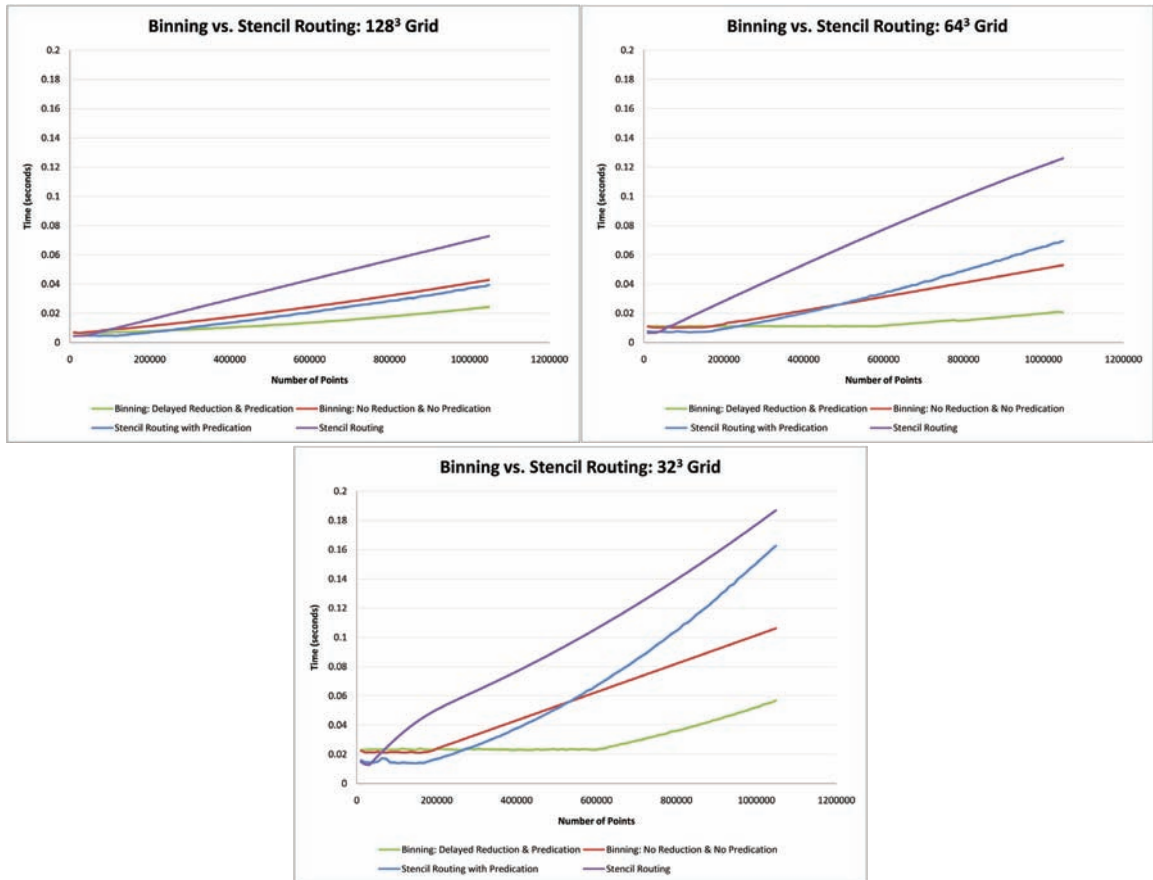 Binning vs. Stencil Routing: 128³ Grid
0.2
0.18
0.16
0.14
0.12
0.1
0.08
0.06
0.04
0.02
0
Time (seconds)
0 200000 400000 600000 800000 1000000 1200000
Number of Points
Binning: Delayed Reduction & Predication Binning: No Reduction & No Predication
Stencil Routing with Predication Stencil Routing
Binning vs. Stencil Routing: 64³ Grid
0.2
0.18
0.16
0.14
0.12
0.1
0.08
0.06
0.04
0.02
0
Time (seconds)
0 200000 400000 600000 800000 1000000 1200000
Number of Points
Binning: Delayed Reduction & Predication Binning: No Reduction & No Predication
Stencil Routing with Predication Stencil Routing
Binning vs. Stencil Routing: 32³ Grid
0.2
0.18
0.16
0.14
0.12
0.1
0.08
0.06
0.04
0.02
0
Time (seconds)
0 200000 400000 600000 800000 1000000 1200000
Number of Points
Binning: Delayed Reduction & Predication Binning: No Reduction & No Predication
Stencil Routing with Predication Stencil Routing